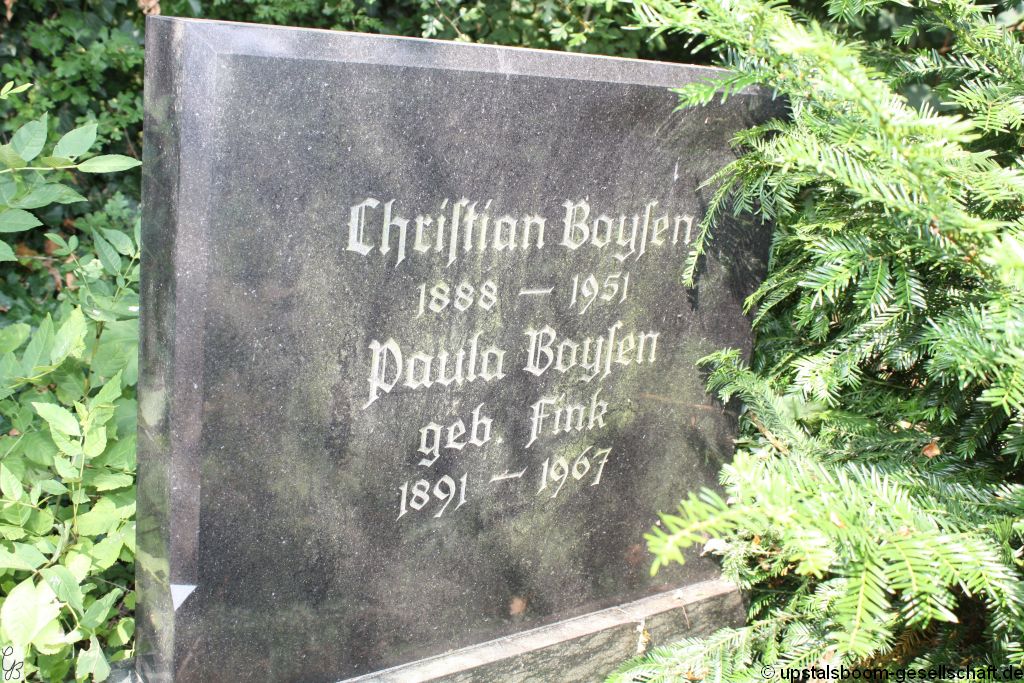 Chriſtian Boyſen
1888 – 1951
Paula Boyſen
geb. Fink
1891 – 1967
© upstalsboom-gesellschaft.de